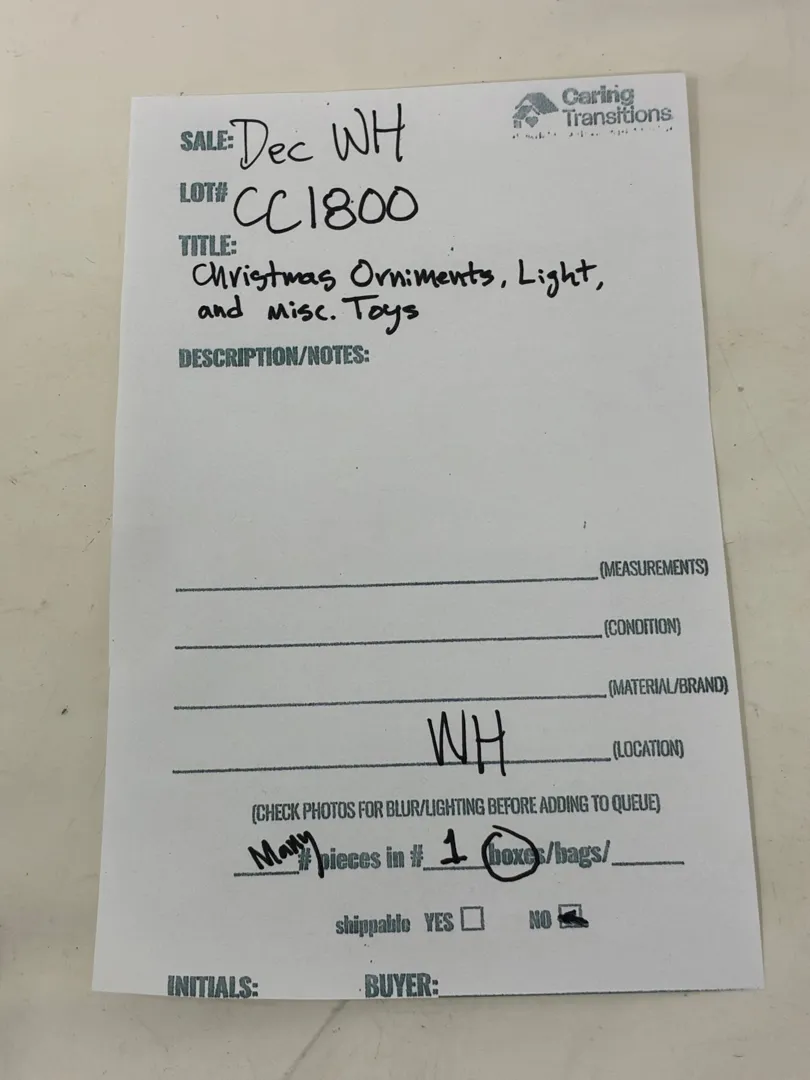 Caring
Transitions
SALE: Dec WH
LOT# CC1800
TITLE:
Christmas Orniments, Light,
and misc. Toys
DESCRIPTION/NOTES:
(MEASUREMENTS)
(CONDITION)
(MATERIAL/BRAND)
WH (LOCATION)
(CHECK PHOTOS FOR BLUR/LIGHTING BEFORE ADDING TO QUEUE)
Many # pieces in # 1 boxes/bags/
shippable YES NO
INITIALS: BUYER: